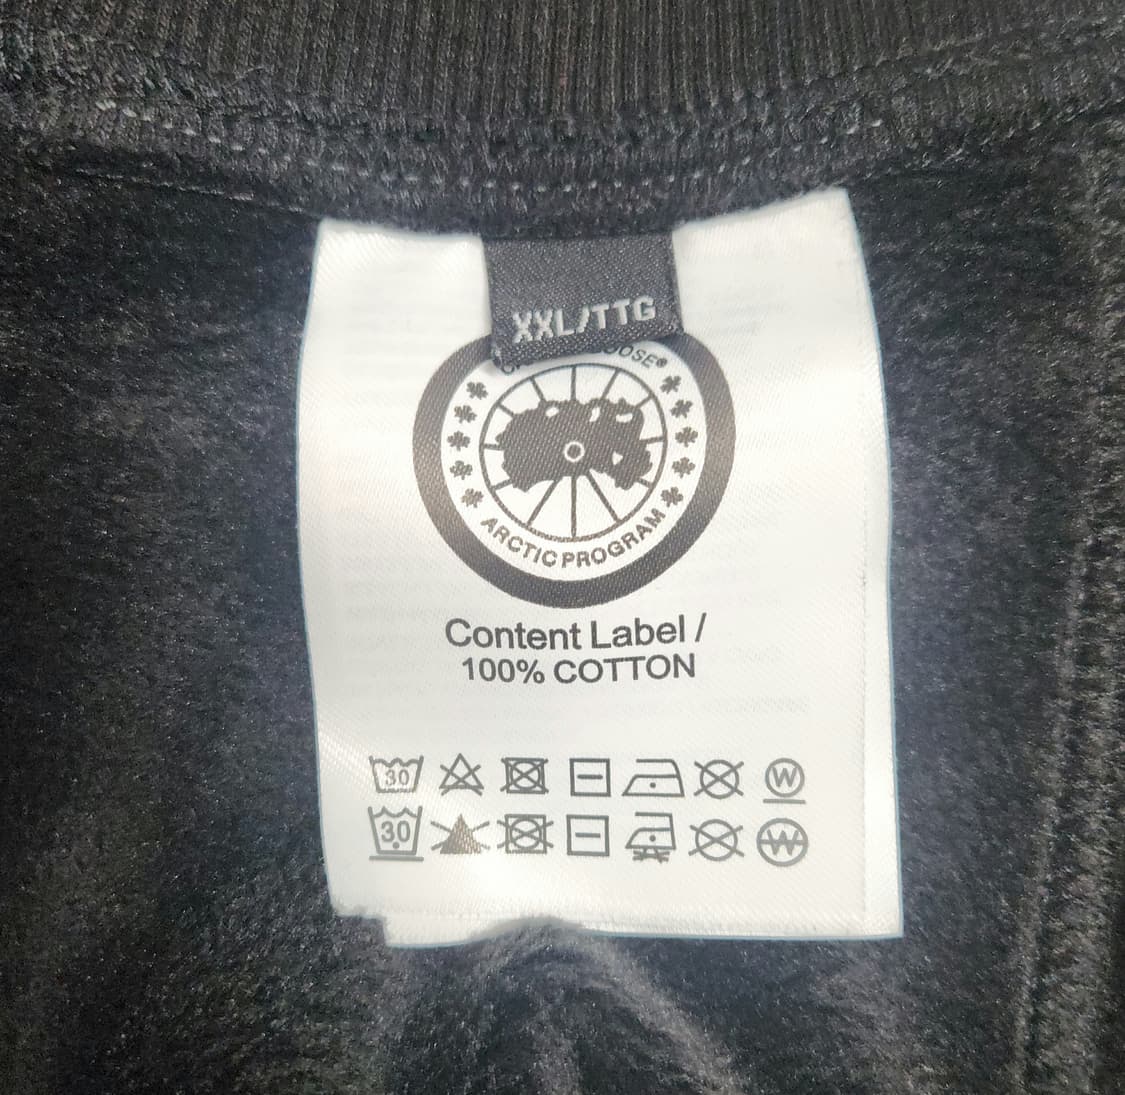 XXL/TTG
ARCTIC PROGRAM
Content Label /
100% COTTON
30
W
30
W